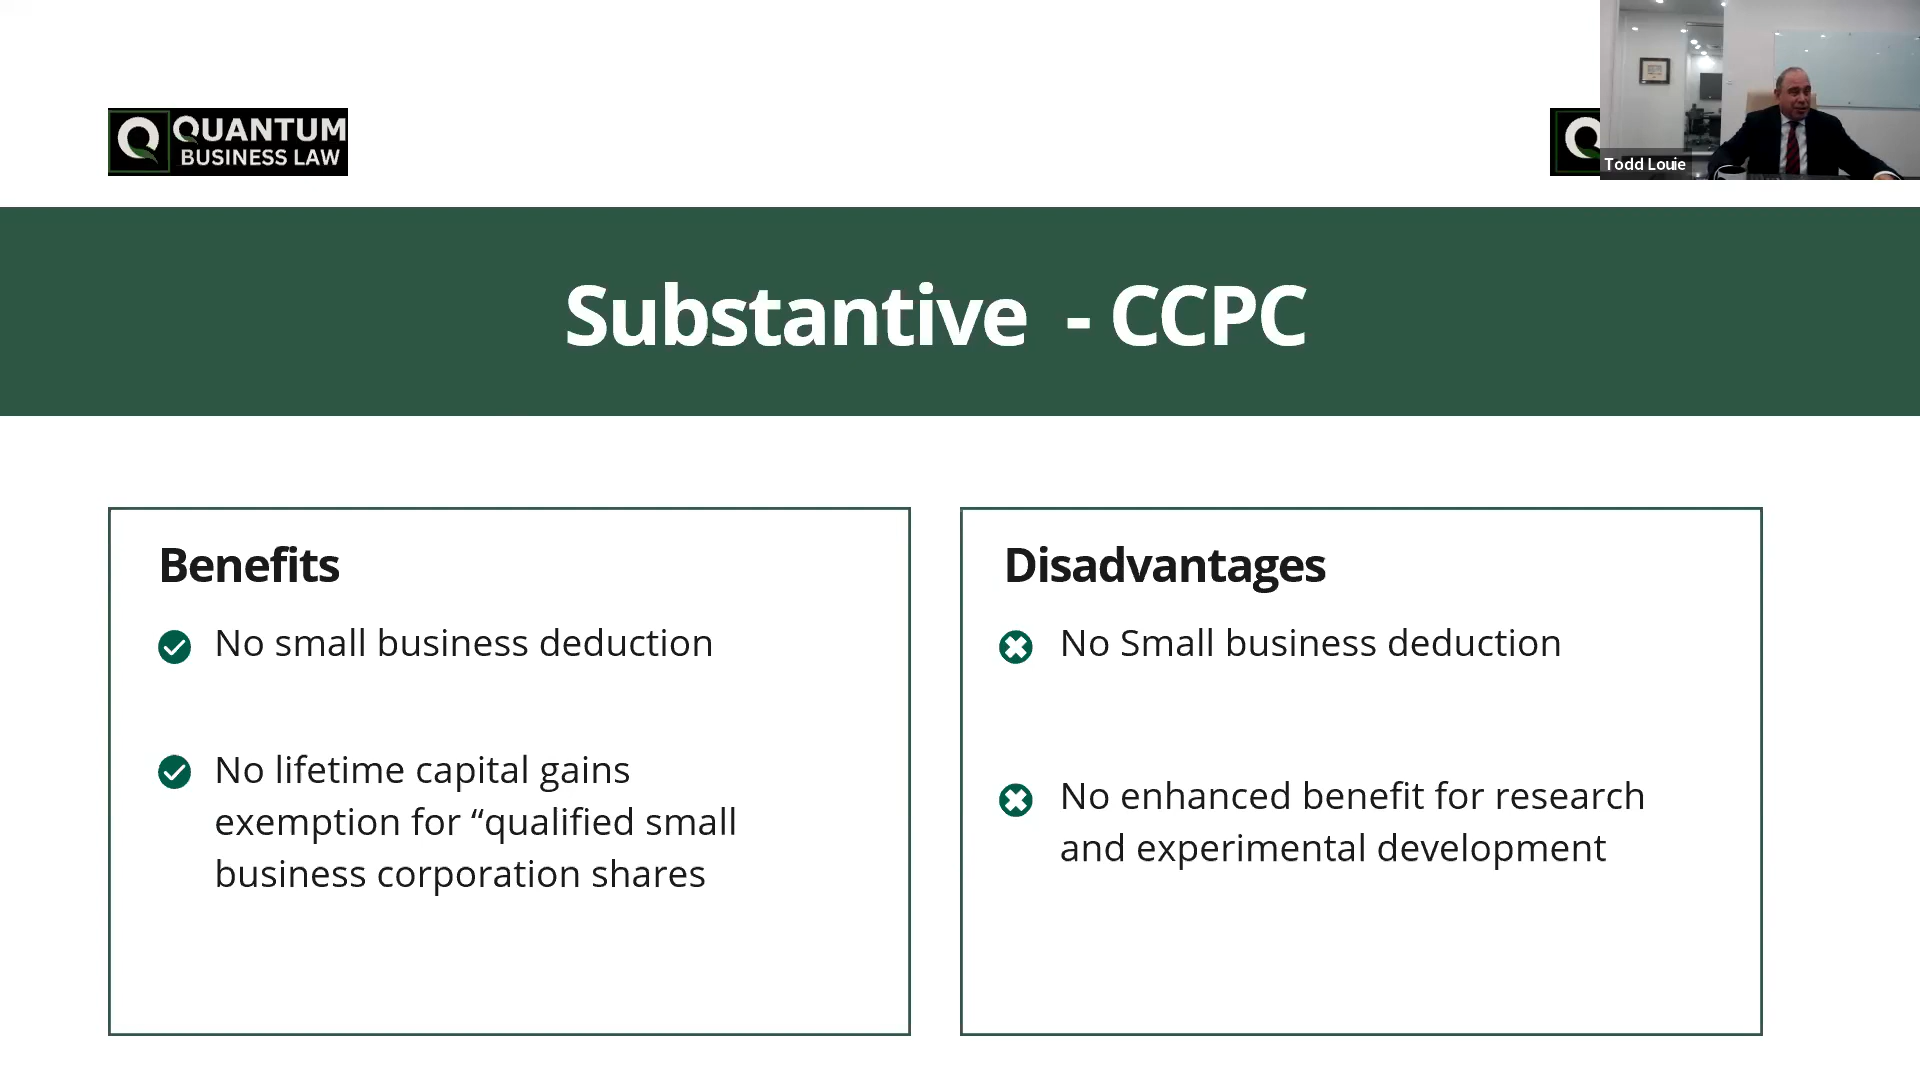 QUANTUM
BUSINESS LAW
Todd Louie
Substantive - CCPC
Benefits
No small business deduction
No lifetime capital gains
exemption for “qualified small
business corporation shares
Disadvantages
No Small business deduction
No enhanced benefit for research
and experimental development